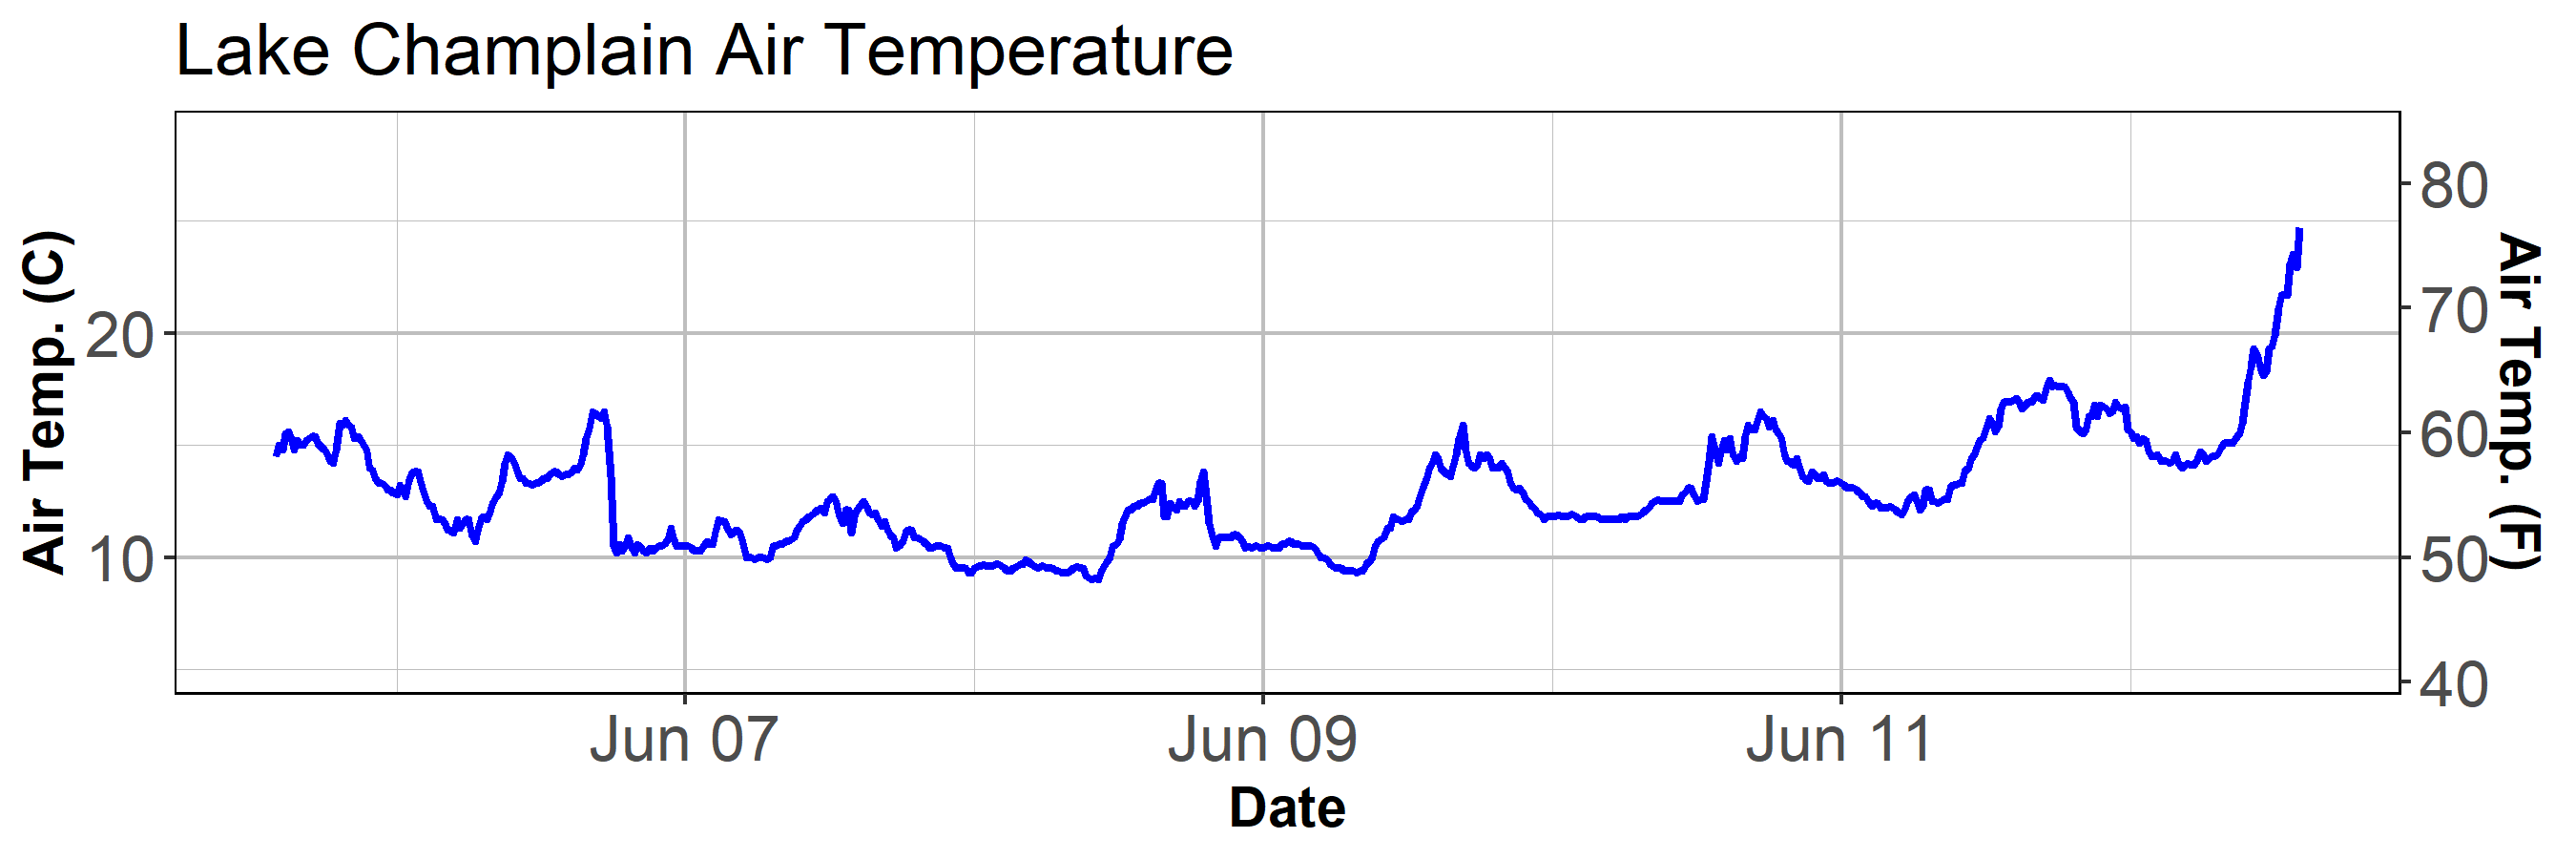 Lake Champlain Air Temperature
Air Temp. (C)
20
10
80
70
60
50
40
Air Temp. (F)
Jun 07
Jun 09
Jun 11
Date